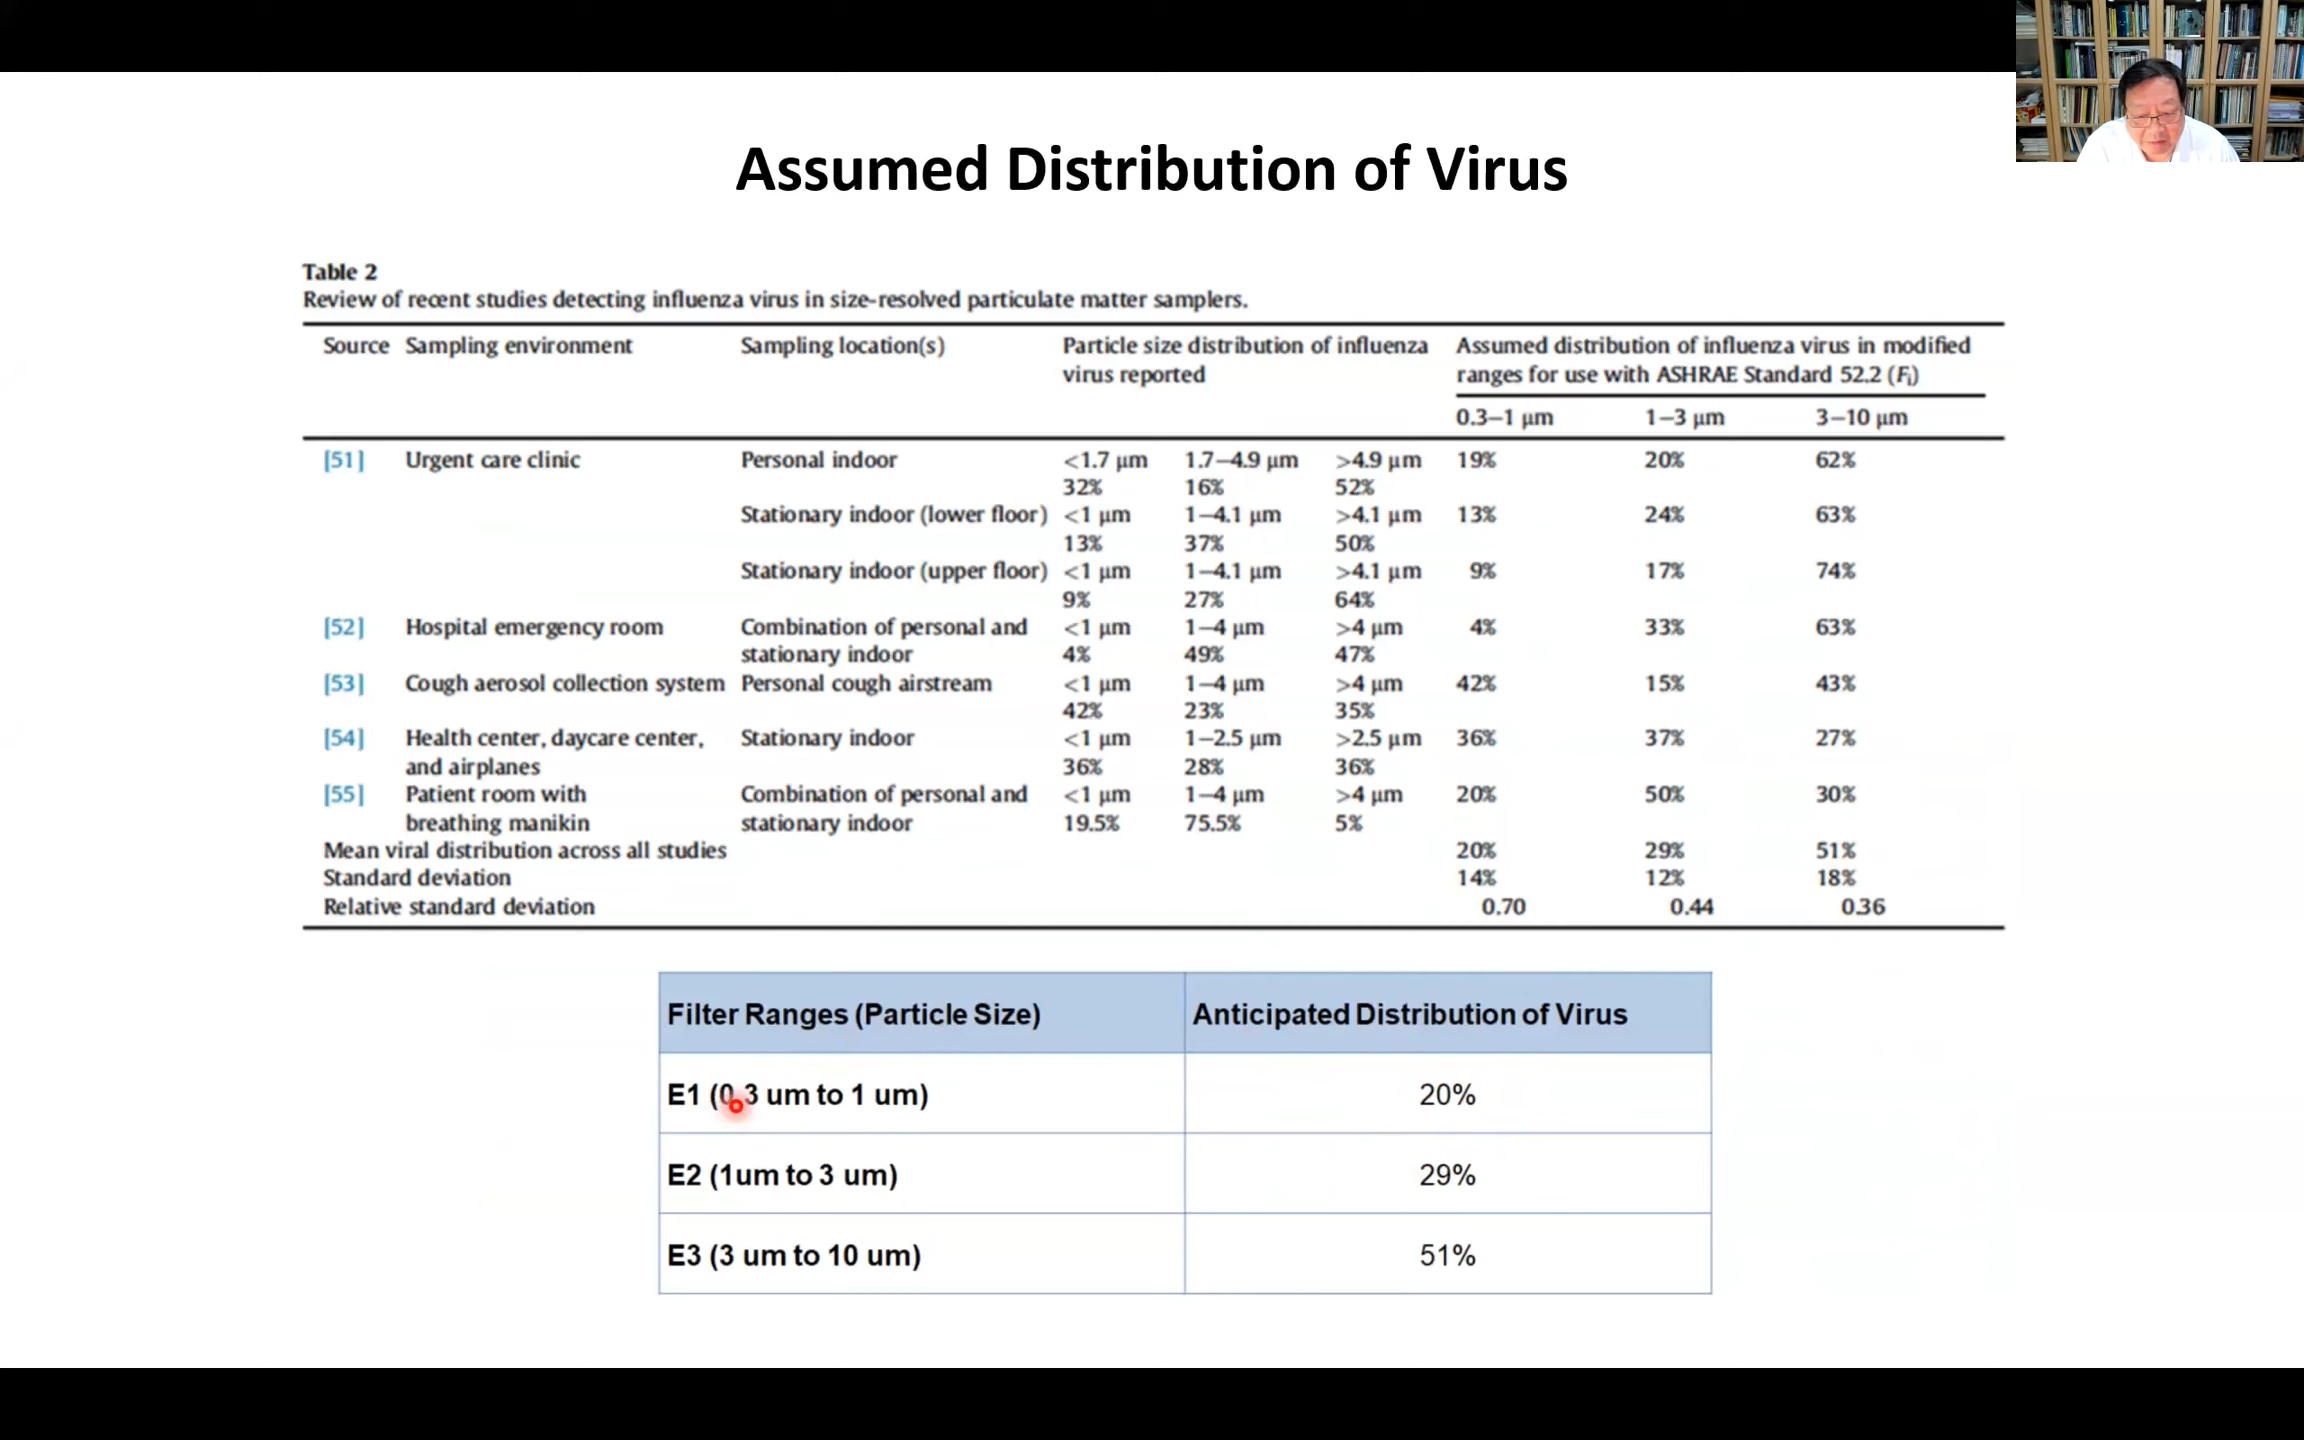 Assumed Distribution of Virus
Table 2
Review of recent studies detecting influenza virus in size-resolved particulate matter samplers.
Source Sampling environment Sampling location(s) Particle size distribution of influenza Assumed distribution of influenza virus in modified
virus reported ranges for use with ASHRAE Standard 52.2 (Fi)
0.3–1 μm 1–3 μm 3–10 μm
[51] Urgent care clinic Personal indoor <1.7 μm 1.7–4.9 μm >4.9 μm 19% 20% 62%
32% 16% 52%
Stationary indoor (lower floor) <1 μm 1–4.1 μm >4.1 μm 13% 24% 63%
13% 37% 50%
Stationary indoor (upper floor) <1 μm 1–4.1 μm >4.1 μm 9% 17% 74%
9% 27% 64%
[52] Hospital emergency room Combination of personal and <1 μm 1–4 μm >4 μm 4% 33% 63%
stationary indoor 4% 49% 47%
[53] Cough aerosol collection system Personal cough airstream <1 μm 1–4 μm >4 μm 42% 15% 43%
42% 23% 35%
[54] Health center, daycare center, Stationary indoor <1 μm 1–2.5 μm >2.5 μm 36% 37% 27%
and airplanes 36% 28% 36%
[55] Patient room with Combination of personal and <1 μm 1–4 μm >4 μm 20% 50% 30%
breathing manikin stationary indoor 19.5% 75.5% 5%
Mean viral distribution across all studies 20% 29% 51%
Standard deviation 14% 12% 18%
Relative standard deviation 0.70 0.44 0.36
Filter Ranges (Particle Size) Anticipated Distribution of Virus
E1 (0.3 um to 1 um) 20%
E2 (1um to 3 um) 29%
E3 (3 um to 10 um) 51%